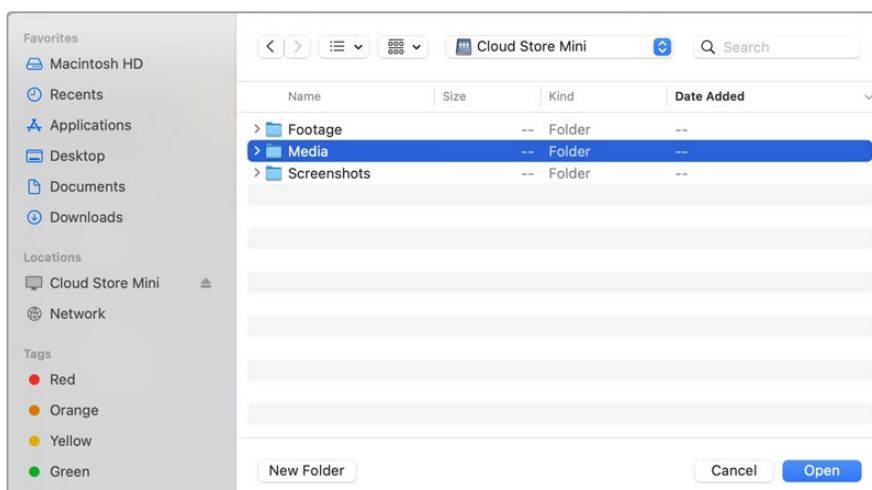 Favorites
Macintosh HD
Recents
Applications
Desktop
Documents
Downloads
Locations
Cloud Store Mini
Network
Tags
Red
Orange
Yellow
Green
Cloud Store Mini
Search
Name Size Kind Date Added
Footage -- Folder --
Media -- Folder --
Screenshots -- Folder --
New Folder Cancel Open